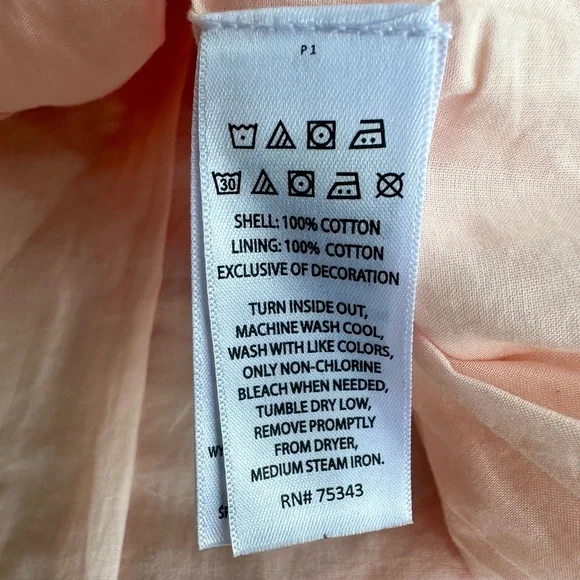 P 1
30
SHELL: 100% COTTON
LINING: 100% COTTON
EXCLUSIVE OF DECORATION
TURN INSIDE OUT,
MACHINE WASH COOL,
WASH WITH LIKE COLORS,
ONLY NON-CHLORINE
BLEACH WHEN NEEDED,
TUMBLE DRY LOW,
REMOVE PROMPTLY
FROM DRYER,
MEDIUM STEAM IRON.
RN# 75343